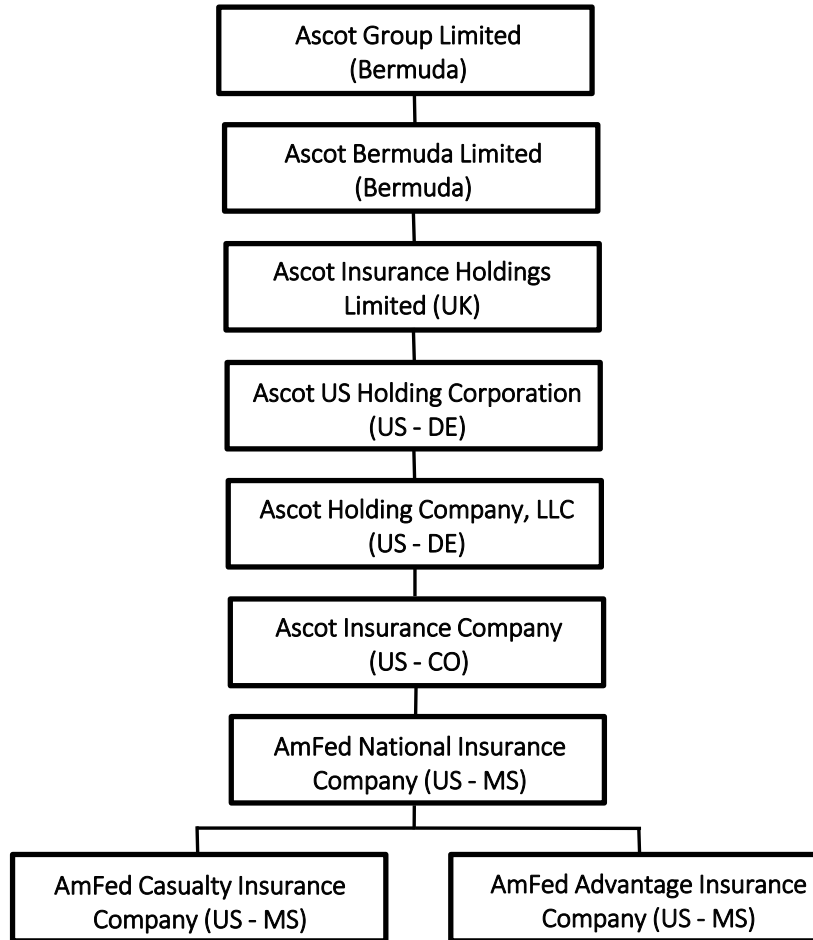 Ascot Group Limited
(Bermuda)
Ascot Bermuda Limited
(Bermuda)
Ascot Insurance Holdings
Limited (UK)
Ascot US Holding Corporation
(US - DE)
Ascot Holding Company, LLC
(US - DE)
Ascot Insurance Company
(US - CO)
AmFed National Insurance
Company (US - MS)
AmFed Casualty Insurance
Company (US - MS)
AmFed Advantage Insurance
Company (US - MS)